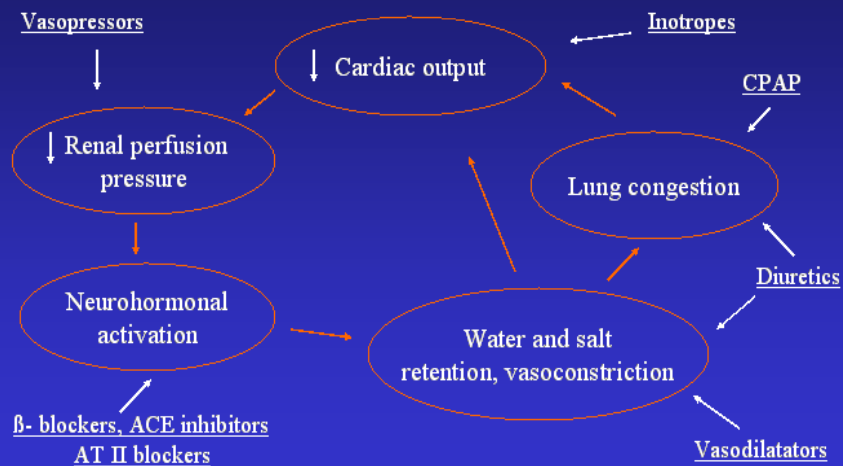 Vasopressors
Inotropes
↓ Cardiac output
CPAP
↓ Renal perfusion
pressure
Lung congestion
Diuretics
Neurohormonal
activation
Water and salt
retention, vasoconstriction
ß- blockers, ACE inhibitors
AT II blockers
Vasodilatators